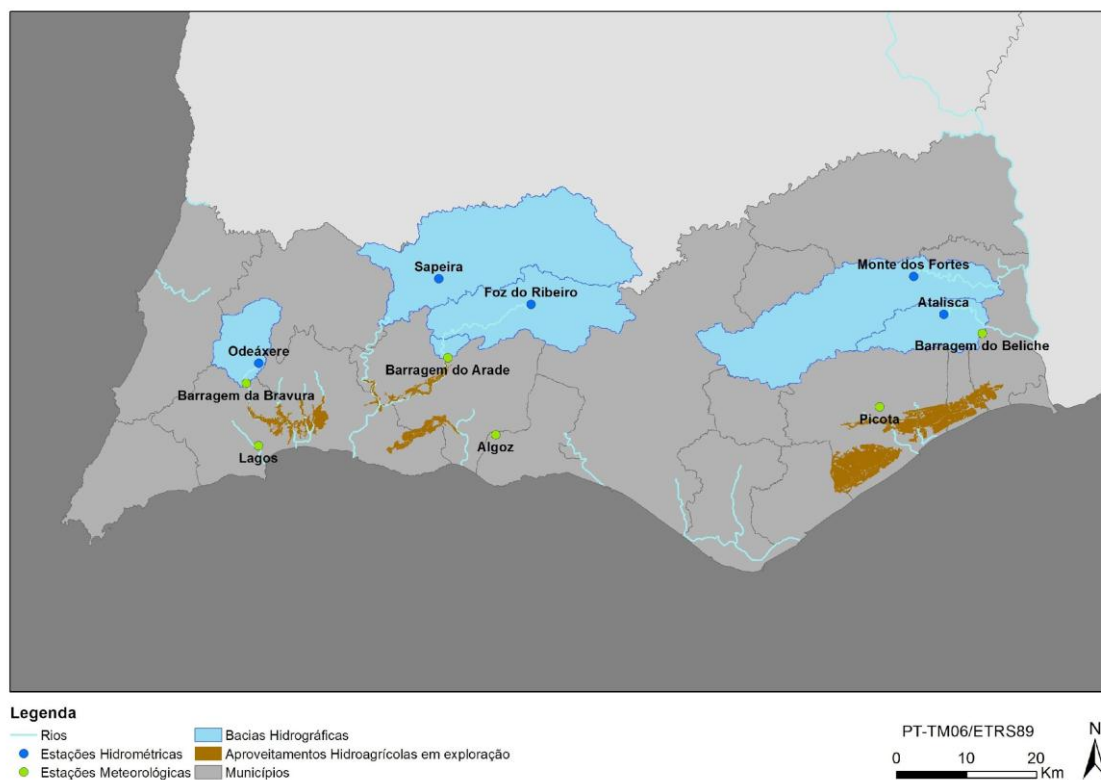 Sapeira
Monte dos Fortes
Foz do Ribeiro
Atalisca
Odeáxere
Barragem do Beliche
Barragem do Arade
Barragem da Bravura
Picota
Algoz
Lagos
Legenda
Rios
Bacias Hidrográficas
Estações Hidrométricas
Aproveitamentos Hidroagrícolas em exploração
Estações Meteorológicas
Municípios
PT-TM06/ETRS89
N
0 10 20
Km